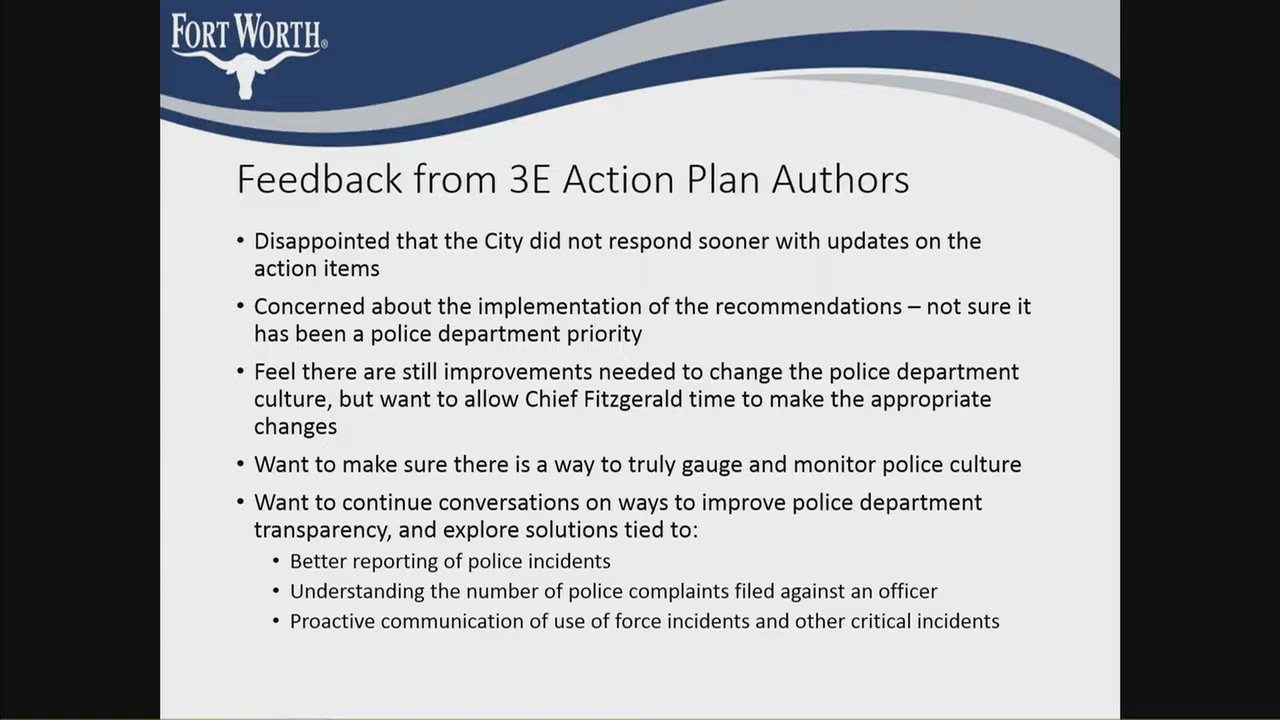 FORT WORTH®
Feedback from 3E Action Plan Authors
• Disappointed that the City did not respond sooner with updates on the
action items
• Concerned about the implementation of the recommendations – not sure it
has been a police department priority
• Feel there are still improvements needed to change the police department
culture, but want to allow Chief Fitzgerald time to make the appropriate
changes
• Want to make sure there is a way to truly gauge and monitor police culture
• Want to continue conversations on ways to improve police department
transparency, and explore solutions tied to:
• Better reporting of police incidents
• Understanding the number of police complaints filed against an officer
• Proactive communication of use of force incidents and other critical incidents